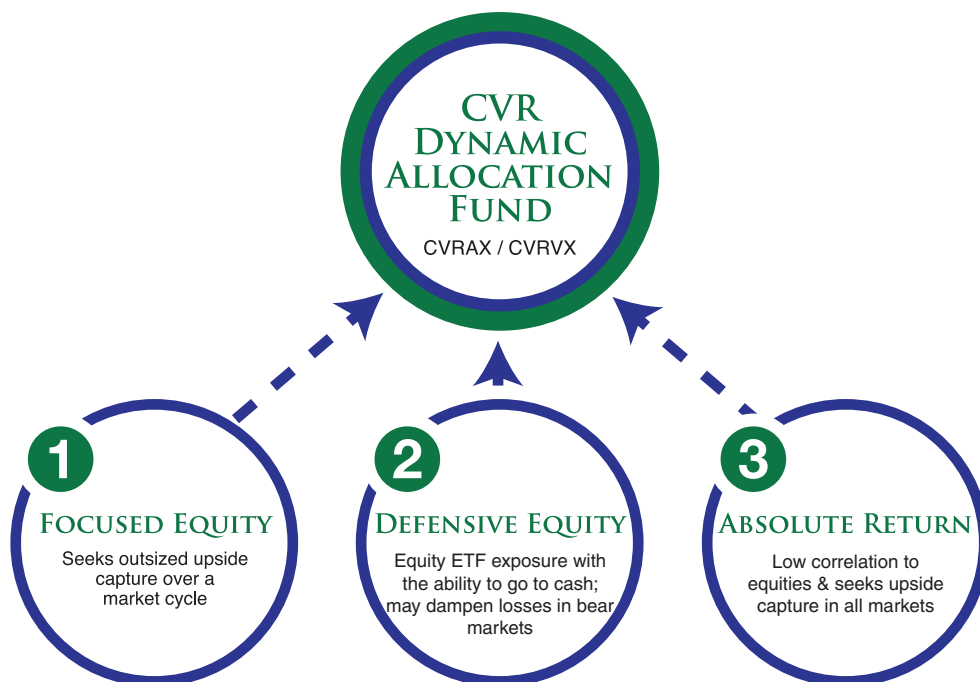 CVR
DYNAMIC
ALLOCATION
FUND
CVRAX / CVRVX
1
FOCUSED EQUITY
Seeks outsized upside
capture over a
market cycle
2
DEFENSIVE EQUITY
Equity ETF exposure with
the ability to go to cash;
may dampen losses in bear
markets
3
ABSOLUTE RETURN
Low correlation to
equities & seeks upside
capture in all markets